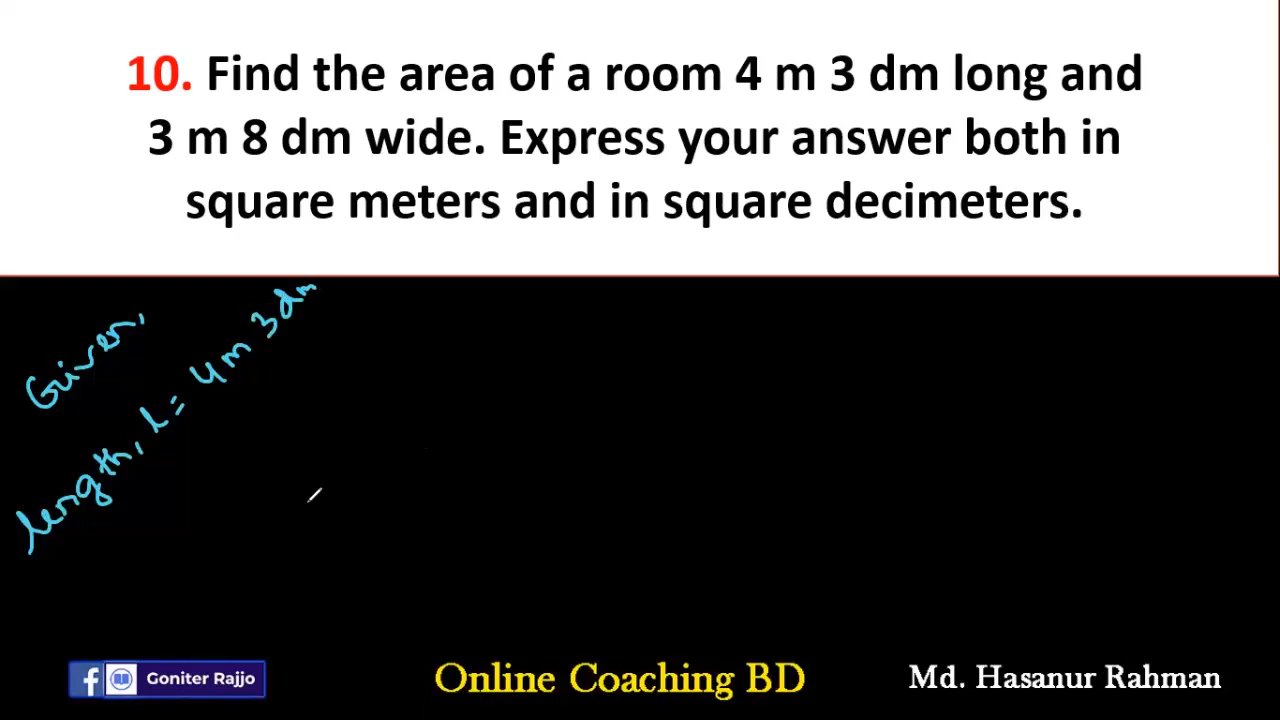 10. Find the area of a room 4 m 3 dm long and
3 m 8 dm wide. Express your answer both in
square meters and in square decimeters.
Given,
length, l = 4m 3dm
Goniter Rajjo
Online Coaching BD
Md. Hasanur Rahman